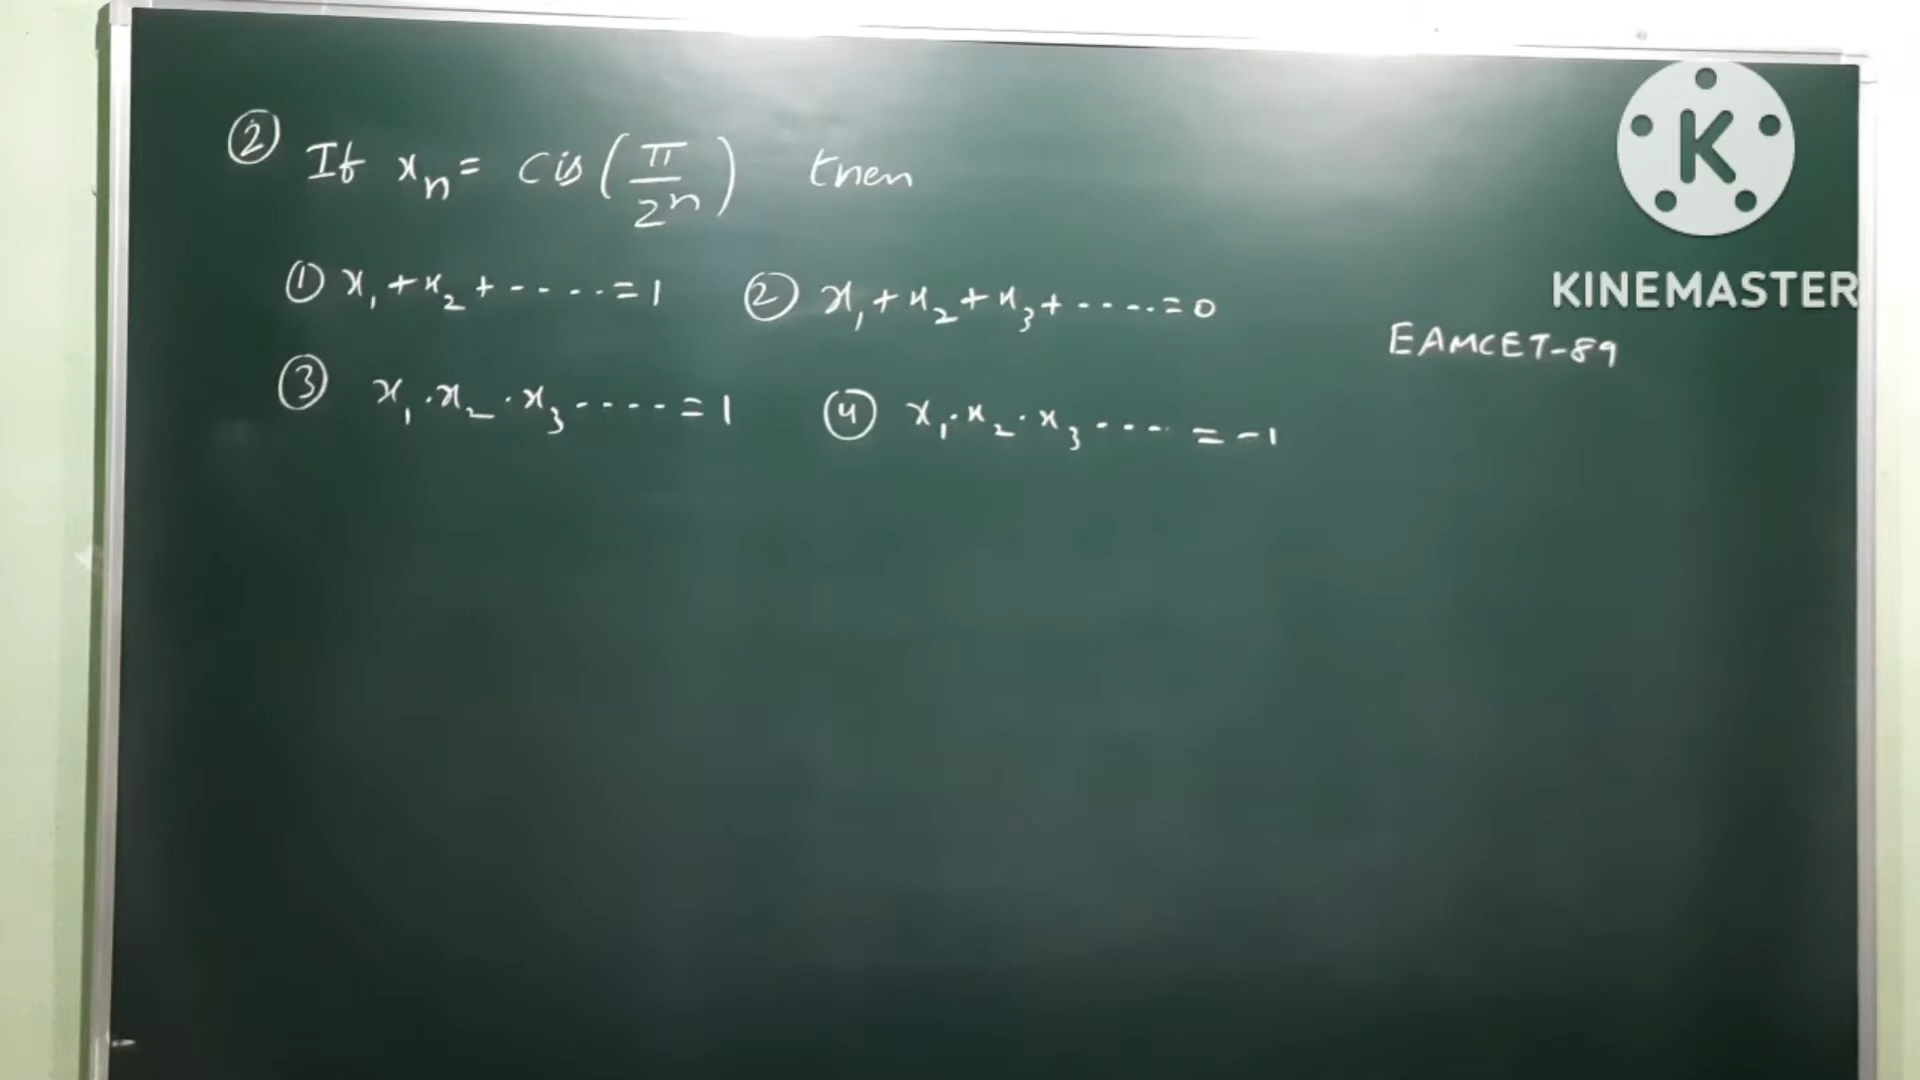 ② If xₙ = cis(π/2ⁿ) then
① x₁+x₂+-----=1 ② x₁+x₂+x₃+-----=0
③ x₁.x₂.x₃-----=1 ④ x₁.x₂.x₃----=-1
K
KINEMASTER
EAMCET-89